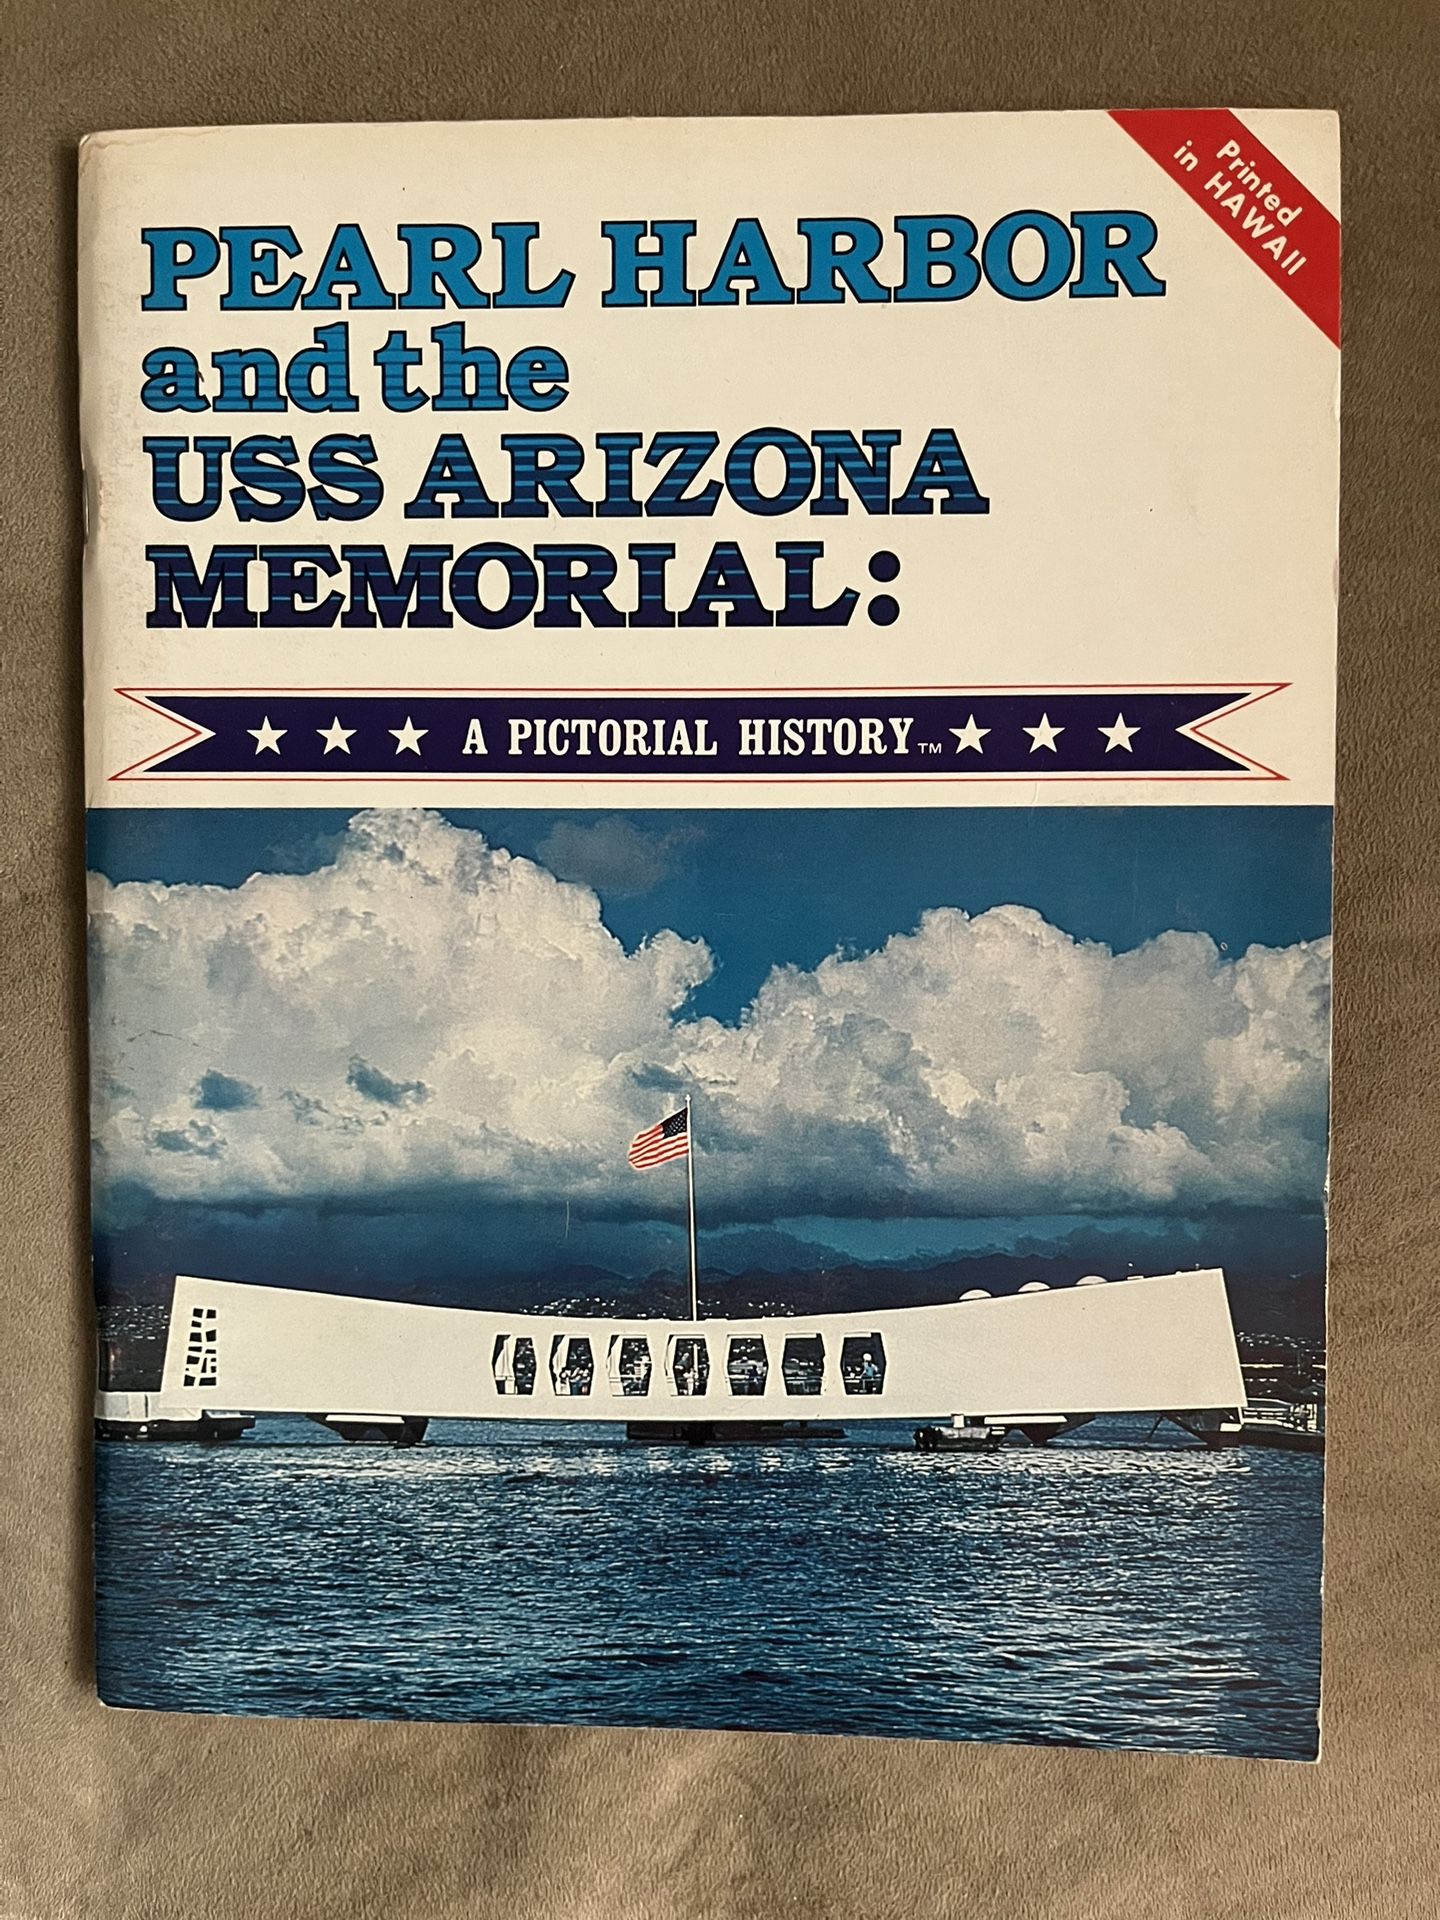 Printed
in HAWAII
PEARL HARBOR
and the
USS ARIZONA
MEMORIAL:
A PICTORIAL HISTORY™